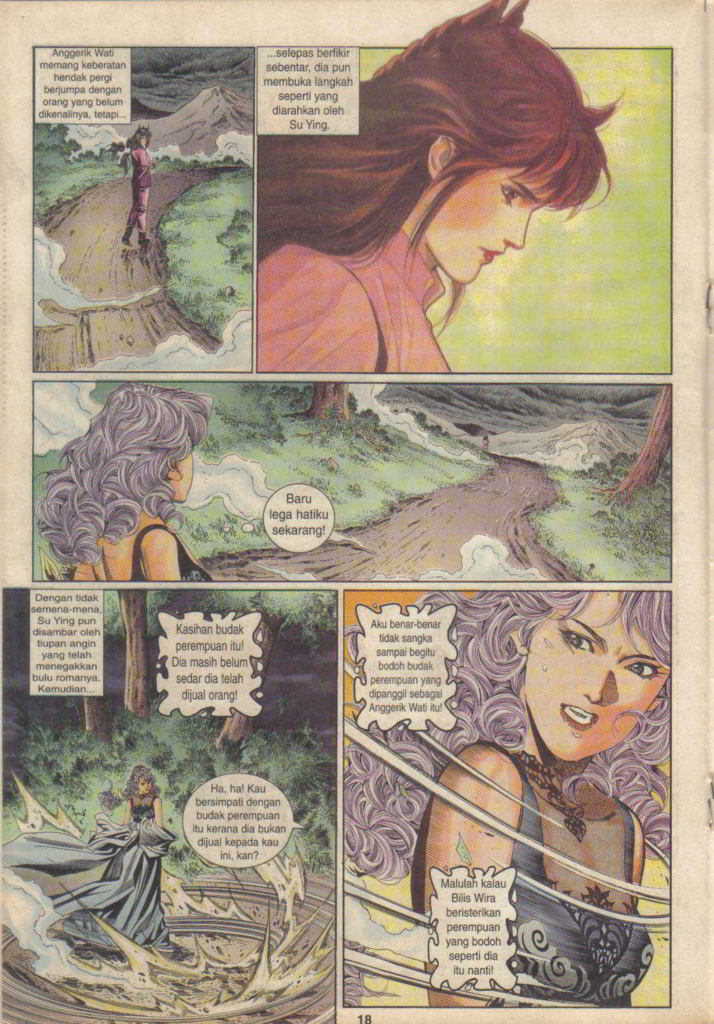 Anggerik Wati
memang keberatan
hendak pergi
berjumpa dengan
orang yang belum
dikenalinya, tetapi...
...selepas berfikir
sebentar, dia pun
membuka langkah
seperti yang
diarahkan oleh
Su Ying.
Baru
lega hatiku
sekarang!
Dengan tidak
semena-mena,
Su Ying pun
disambar oleh
tiupan angin
yang telah
menegakkan
bulu romanya.
Kemudian...
Kasihan budak
perempuan itu!
Dia masih belum
sedar dia telah
dijual orang!
Ha, ha! Kau
bersimpati dengan
budak perempuan
itu kerana dia bukan
dijual kepada kau
ini, kan?
Aku benar-benar
tidak sangka
sampai begitu
bodoh budak
perempuan yang
dipanggil sebagai
Anggerik Wati itu!
Malulah kalau
Bilis Wira
beristerikan
perempuan
yang bodoh
seperti dia
itu nanti!
18